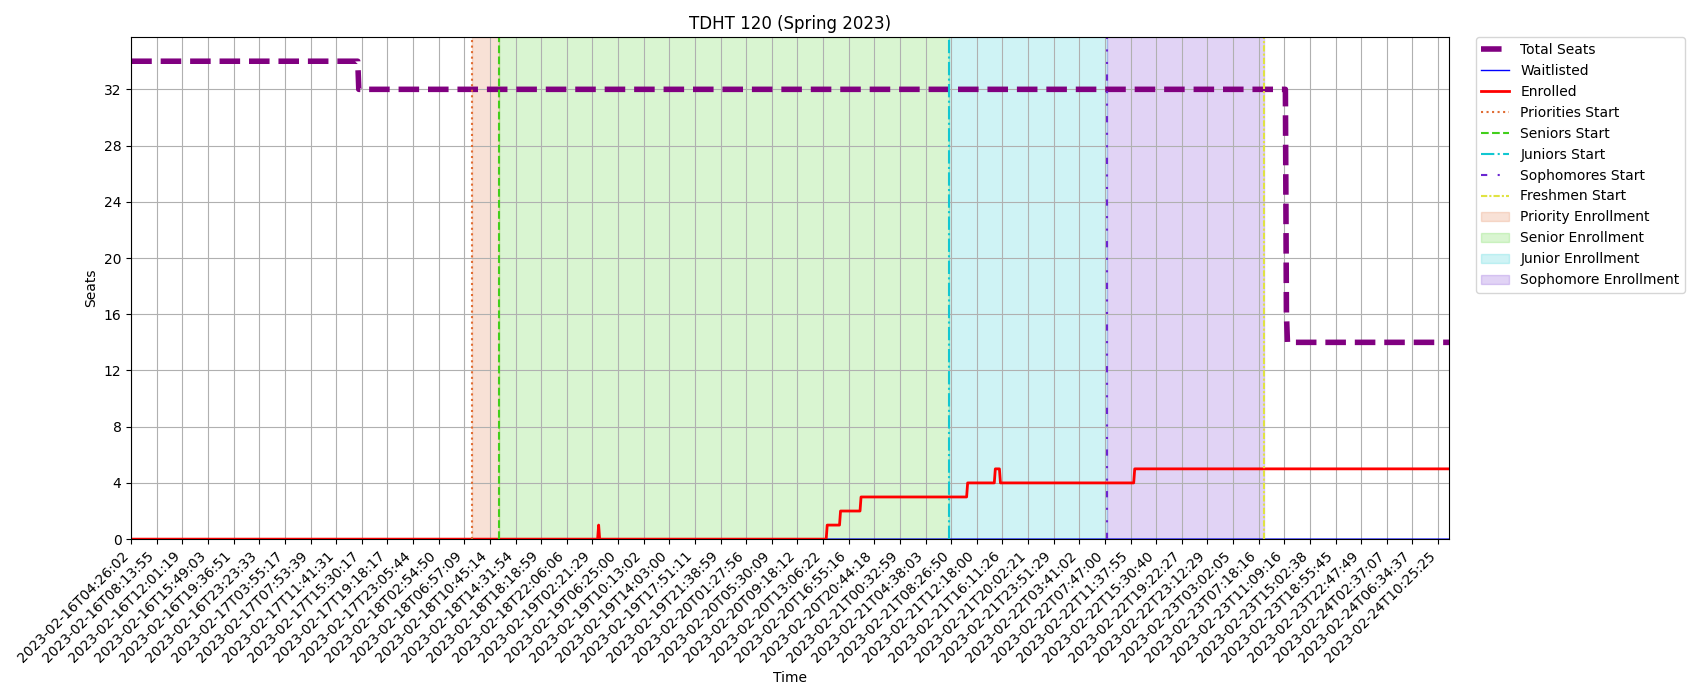 TDHT 120 (Spring 2023)
Seats
32
28
24
20
16
12
8
4
0
2023-02-16T04:26:02
2023-02-16T08:13:55
2023-02-16T12:01:19
2023-02-16T15:49:03
2023-02-16T19:36:51
2023-02-16T23:23:33
2023-02-17T03:55:17
2023-02-17T07:53:39
2023-02-17T11:41:31
2023-02-17T15:30:17
2023-02-17T19:18:17
2023-02-17T23:05:44
2023-02-18T02:54:50
2023-02-18T06:57:09
2023-02-18T10:45:14
2023-02-18T14:31:54
2023-02-18T18:18:59
2023-02-18T22:06:06
2023-02-19T02:21:29
2023-02-19T06:25:00
2023-02-19T10:13:02
2023-02-19T14:03:00
2023-02-19T17:51:11
2023-02-19T21:38:59
2023-02-20T01:27:56
2023-02-20T05:30:09
2023-02-20T09:18:12
2023-02-20T13:06:22
2023-02-20T16:55:16
2023-02-20T20:44:18
2023-02-21T00:32:59
2023-02-21T04:38:03
2023-02-21T08:26:50
2023-02-21T12:18:00
2023-02-21T16:11:26
2023-02-21T20:02:21
2023-02-21T23:51:29
2023-02-22T03:41:02
2023-02-22T07:47:00
2023-02-22T11:37:55
2023-02-22T15:30:40
2023-02-22T19:22:27
2023-02-22T23:12:29
2023-02-23T03:02:05
2023-02-23T07:18:16
2023-02-23T11:09:16
2023-02-23T15:02:38
2023-02-23T18:55:45
2023-02-23T22:47:49
2023-02-24T02:37:07
2023-02-24T06:34:37
2023-02-24T10:25:25
Time
Total Seats
Waitlisted
Enrolled
Priorities Start
Seniors Start
Juniors Start
Sophomores Start
Freshmen Start
Priority Enrollment
Senior Enrollment
Junior Enrollment
Sophomore Enrollment